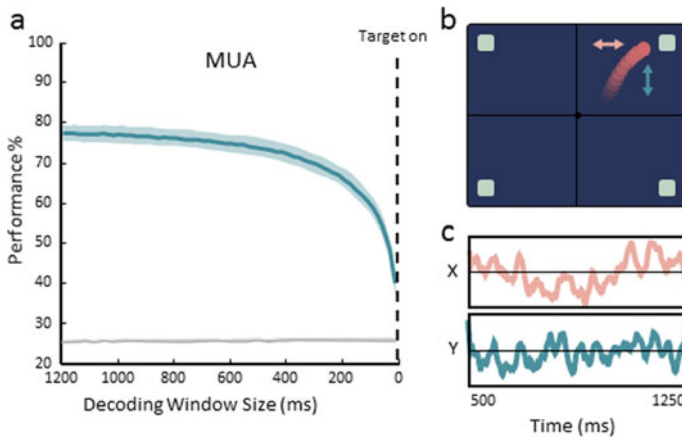 a
Target on
MUA
100
90
80
70
60
50
40
30
20
Performance %
1200 1000 800 600 400 200 0
Decoding Window Size (ms)
b
c
X
Y
500 1250
Time (ms)